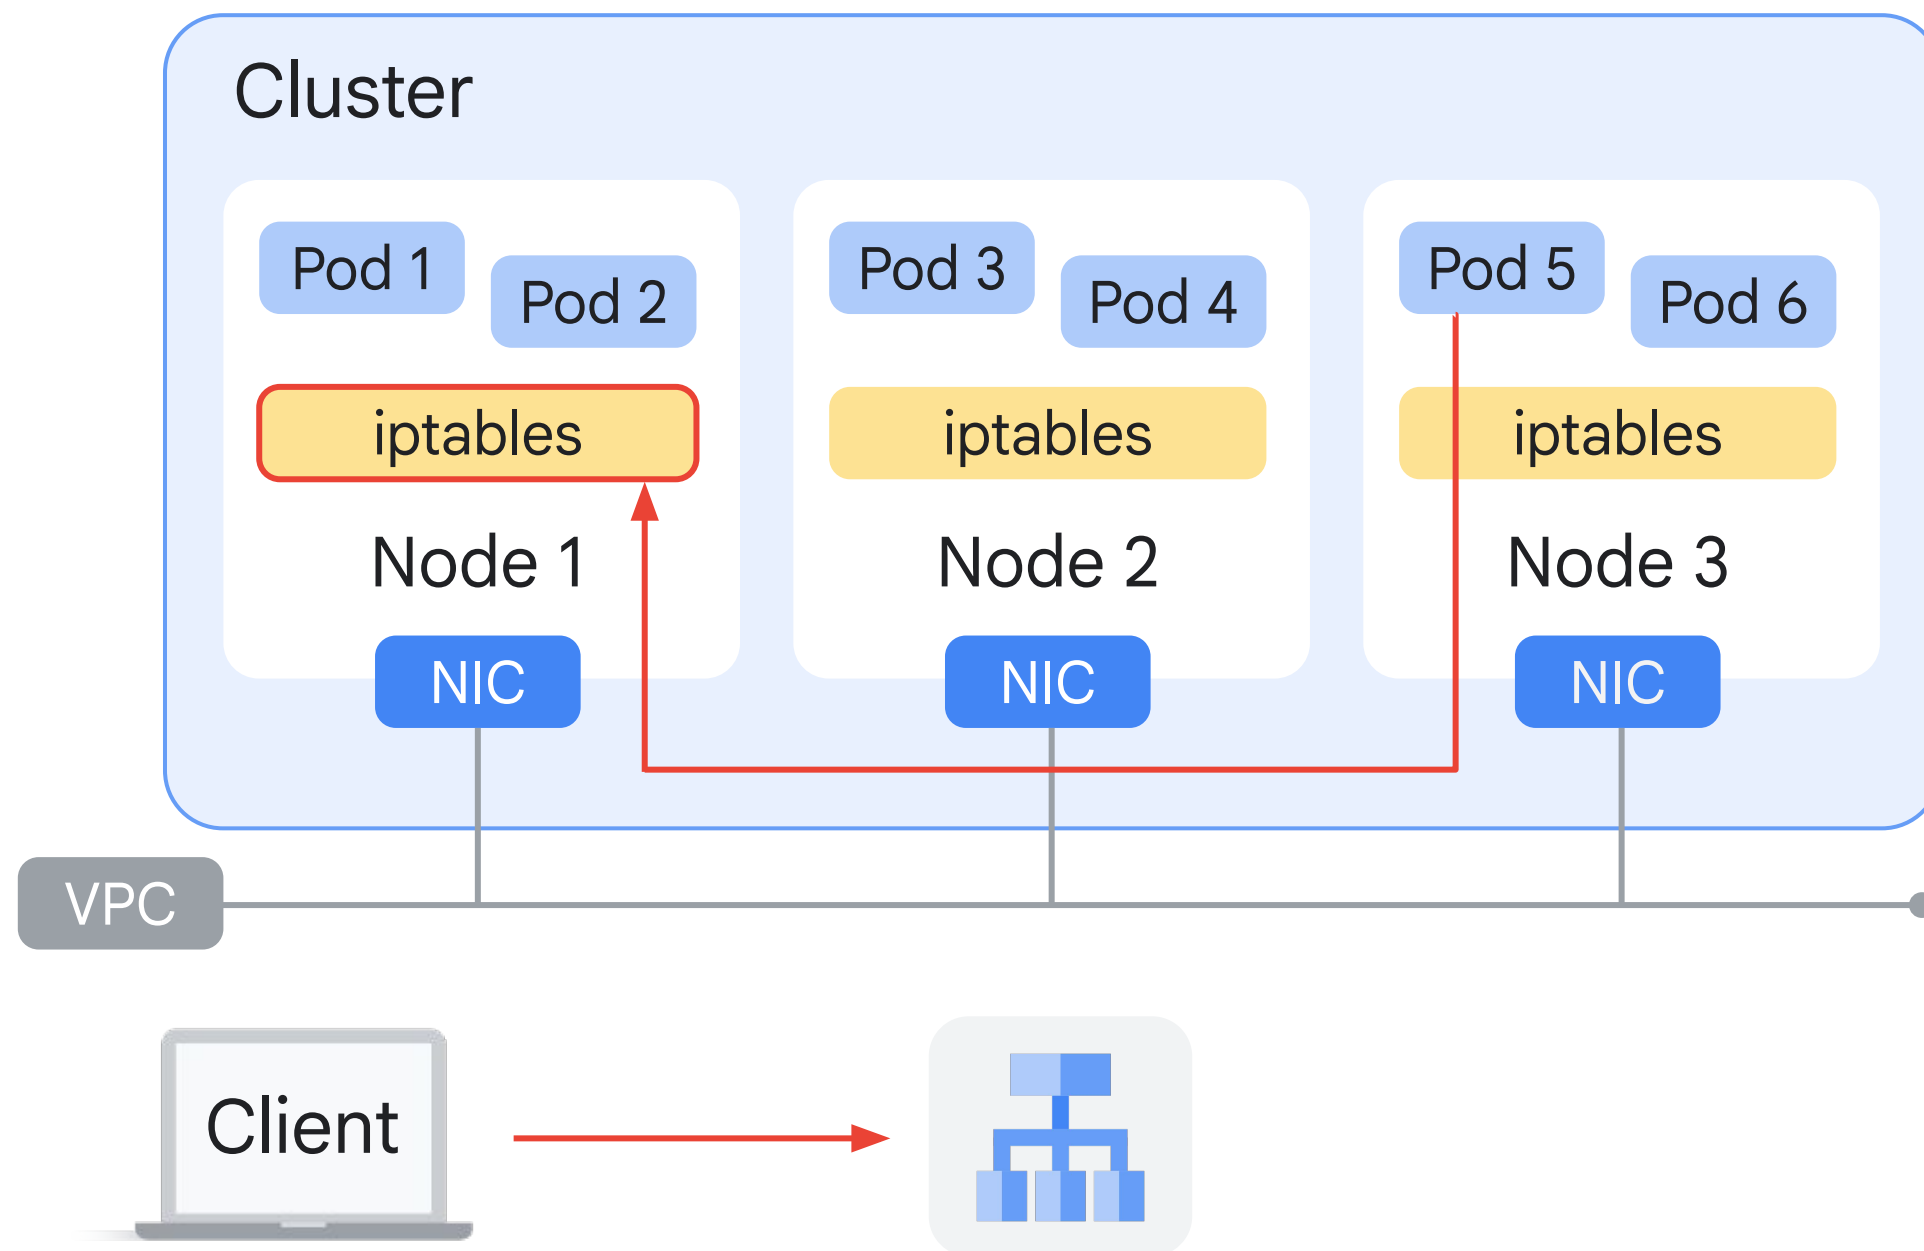 Cluster
Pod 1
Pod 2
Pod 3
Pod 4
Pod 5
Pod 6
iptables
iptables
iptables
Node 1
Node 2
Node 3
NIC
NIC
NIC
VPC
Client